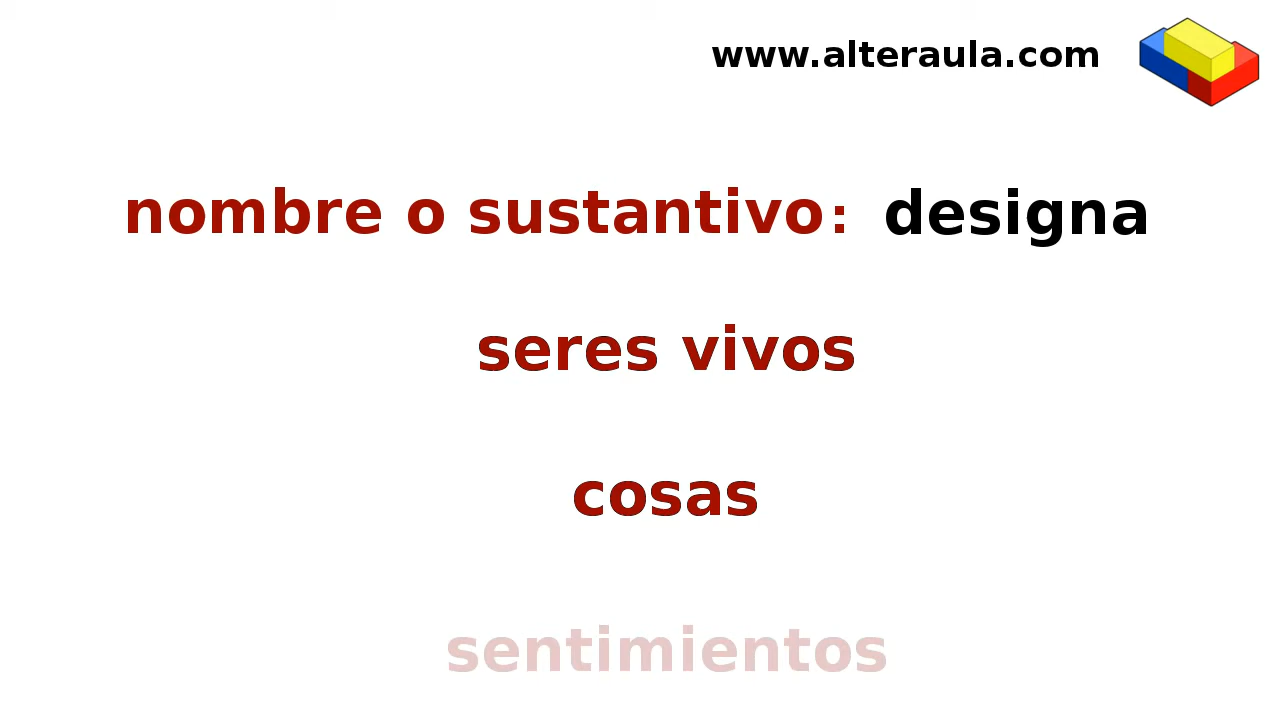 www.alteraula.com
nombre o sustantivo: designa
seres vivos
cosas
sentimientos